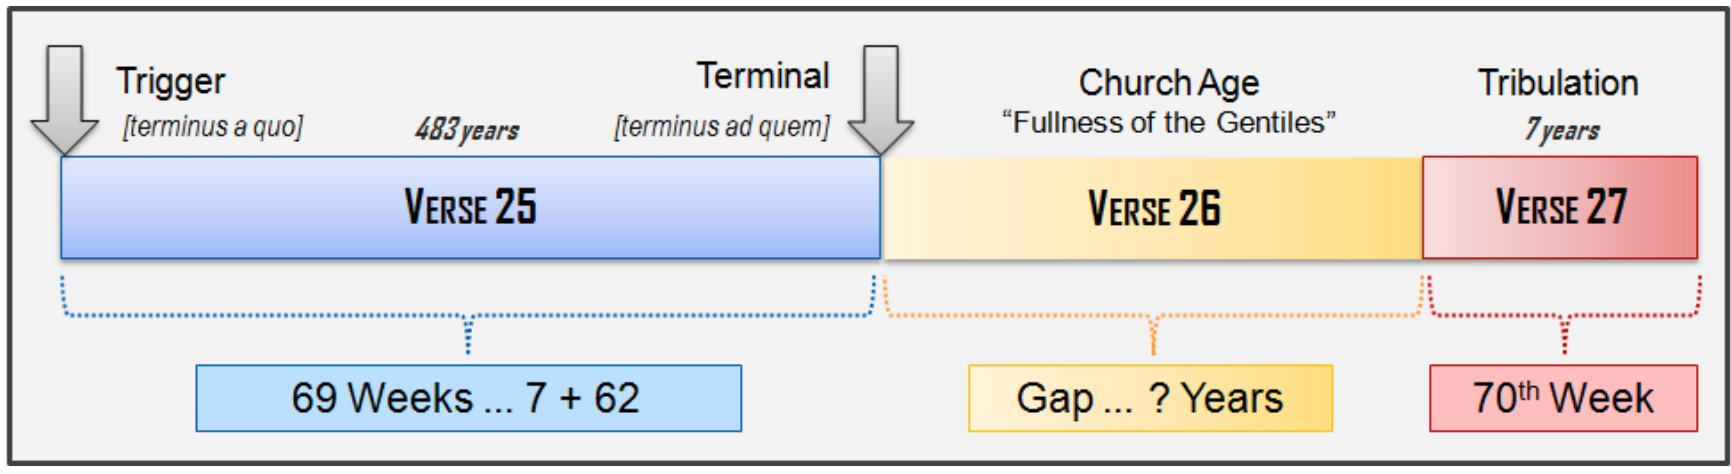 Trigger
[terminus a quo]
483 years
Terminal
[terminus ad quem]
Church Age
“Fullness of the Gentiles”
Tribulation
7 years
VERSE 25
VERSE 26
VERSE 27
69 Weeks ... 7 + 62
Gap ... ? Years
70th Week